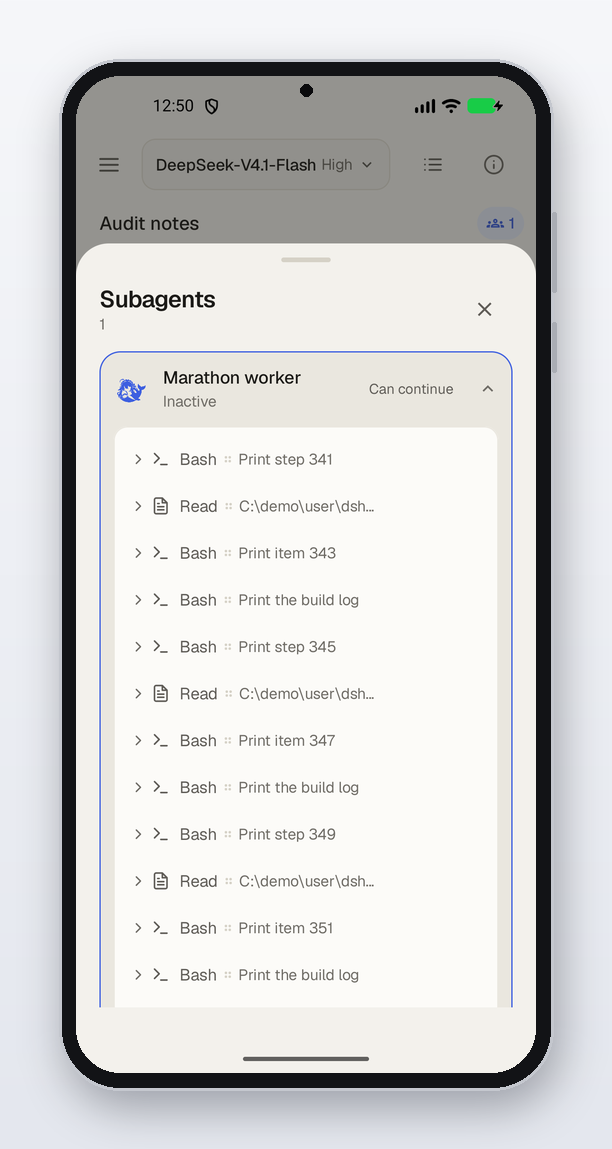 12:50
DeepSeek-V4.1-Flash High
Audit notes
1
Subagents
1
Marathon worker
Inactive
Can continue
Bash Print step 341
Read C:\demo\user\dsh...
Bash Print item 343
Bash Print the build log
Bash Print step 345
Read C:\demo\user\dsh...
Bash Print item 347
Bash Print the build log
Bash Print step 349
Read C:\demo\user\dsh...
Bash Print item 351
Bash Print the build log